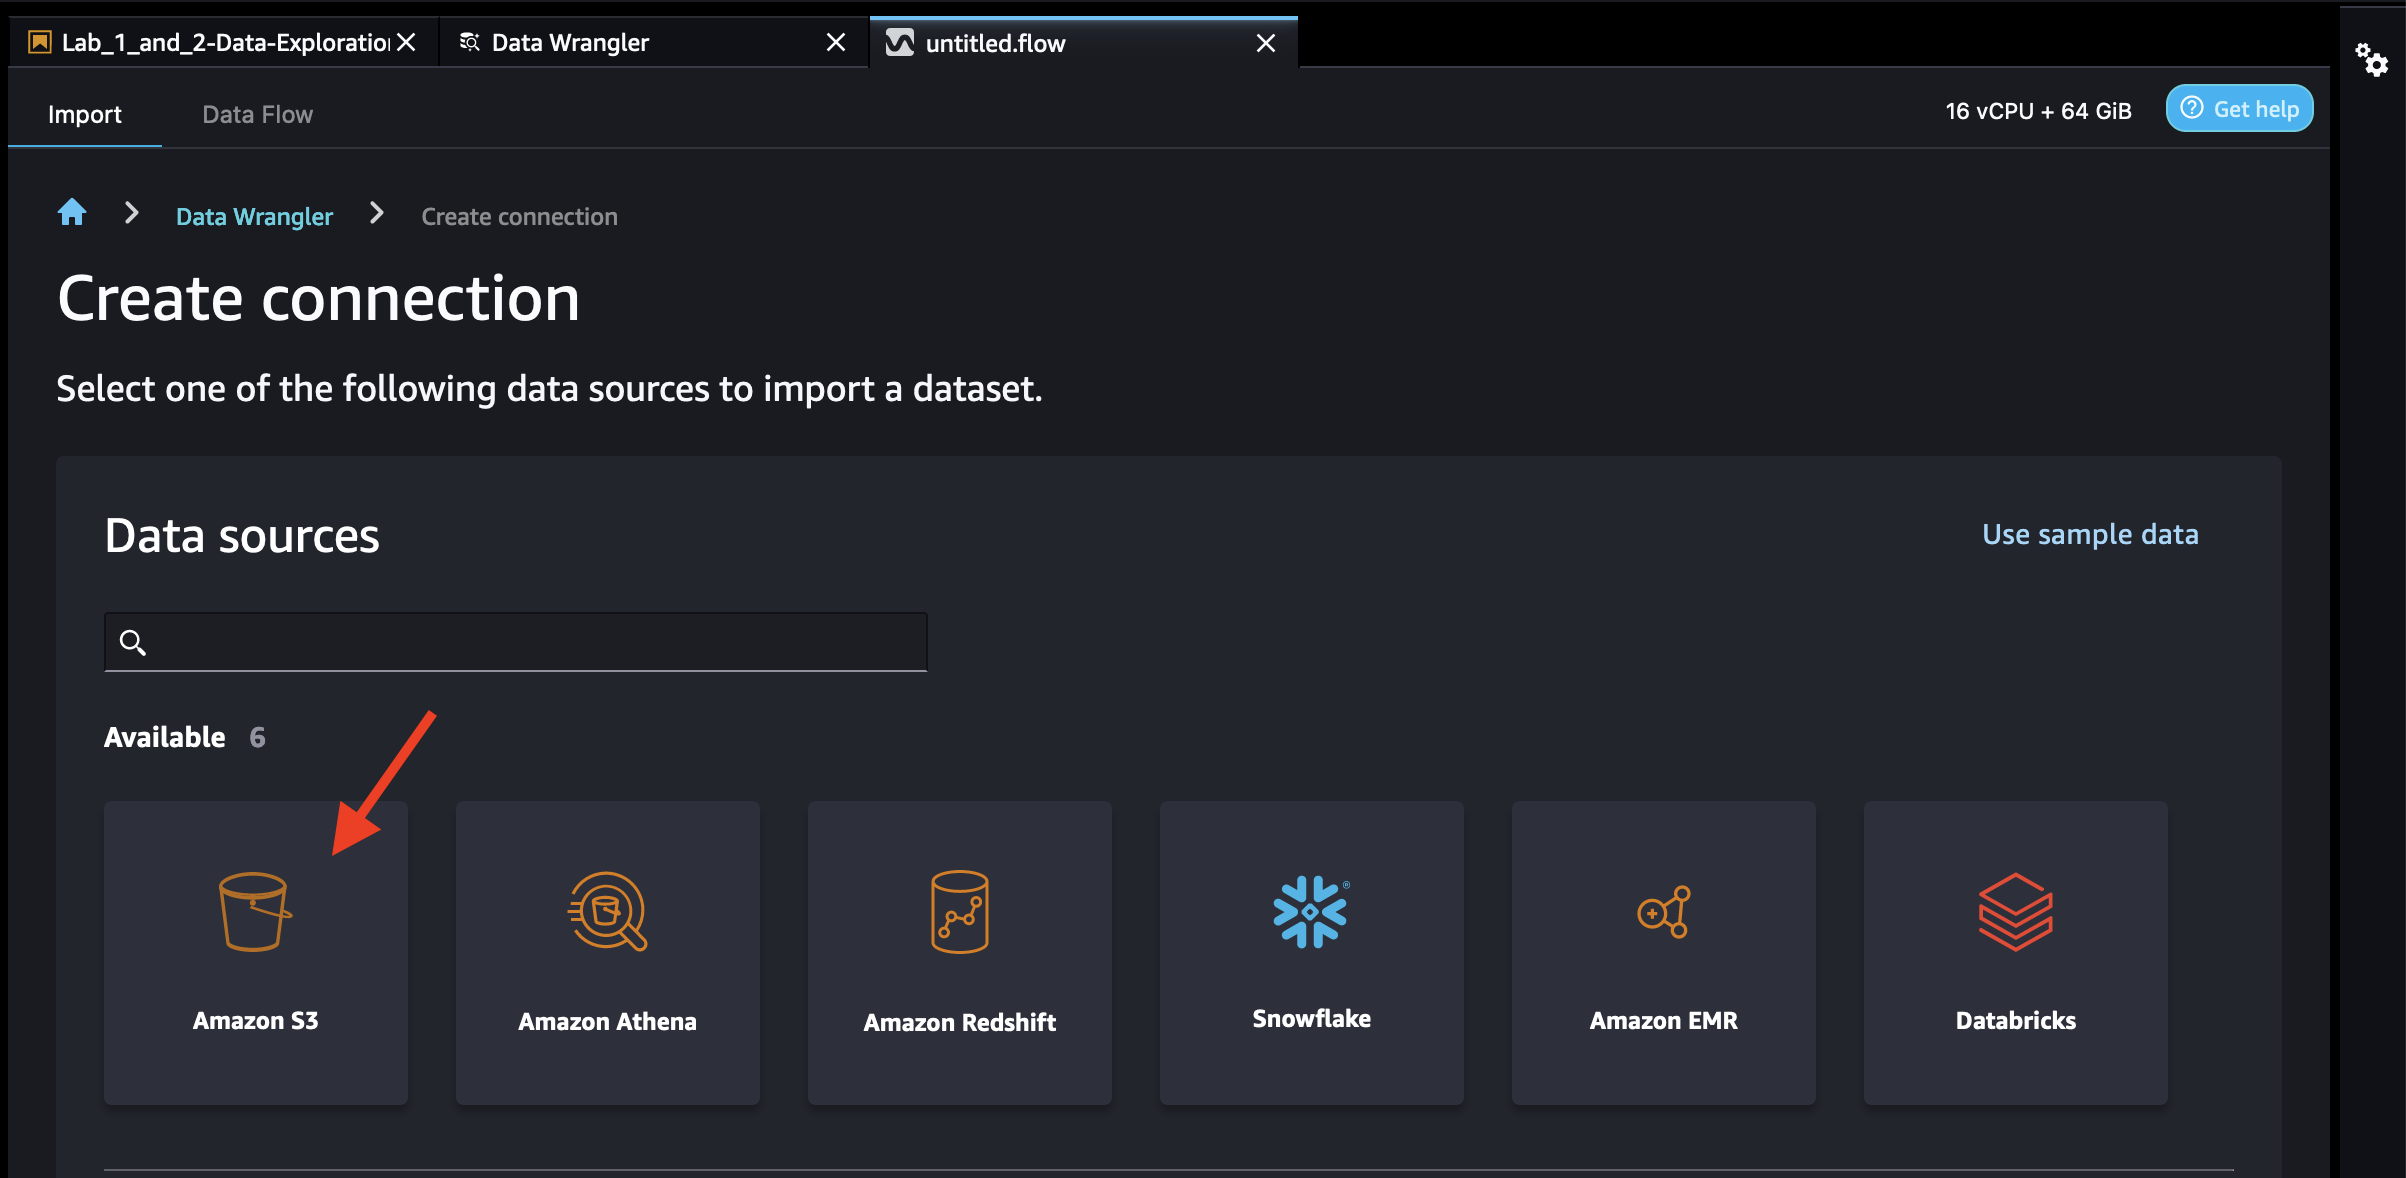 Lab_1_and_2-Data-Exploration
Data Wrangler
untitled.flow
Import
Data Flow
16 vCPU + 64 GiB
Get help
Data Wrangler
Create connection
Create connection
Select one of the following data sources to import a dataset.
Data sources
Use sample data
Available 6
Amazon S3
Amazon Athena
Amazon Redshift
Snowflake
Amazon EMR
Databricks